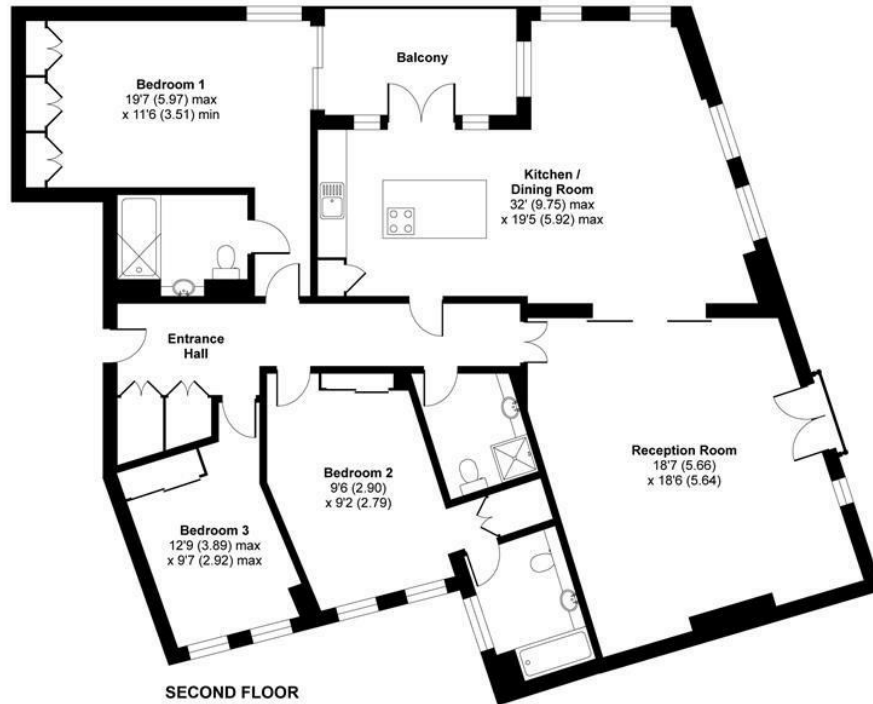 Balcony
Bedroom 1
19'7 (5.97) max
x 11'6 (3.51) min
Kitchen /
Dining Room
32' (9.75) max
x 19'5 (5.92) max
Entrance
Hall
Reception Room
18'7 (5.66)
x 18'6 (5.64)
Bedroom 2
9'6 (2.90)
x 9'2 (2.79)
Bedroom 3
12'9 (3.89) max
x 9'7 (2.92) max
SECOND FLOOR